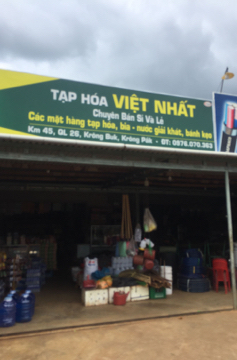 TẠP HÓA VIỆT NHẤT
Chuyên Bán Sỉ Và Lẻ
Các mặt hàng tạp hóa, bia - nước giải khát, bánh kẹo
Km 45, QL 26, Krông Buk, Krông Pắk - ĐT: 0978.070.363